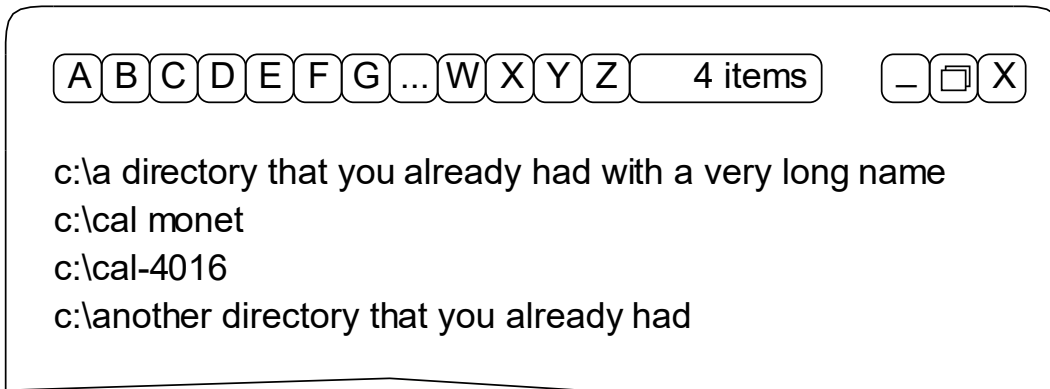 A B C D E F G ... W X Y Z 4 items _ X
c:\a directory that you already had with a very long name
c:\cal monet
c:\cal-4016
c:\another directory that you already had